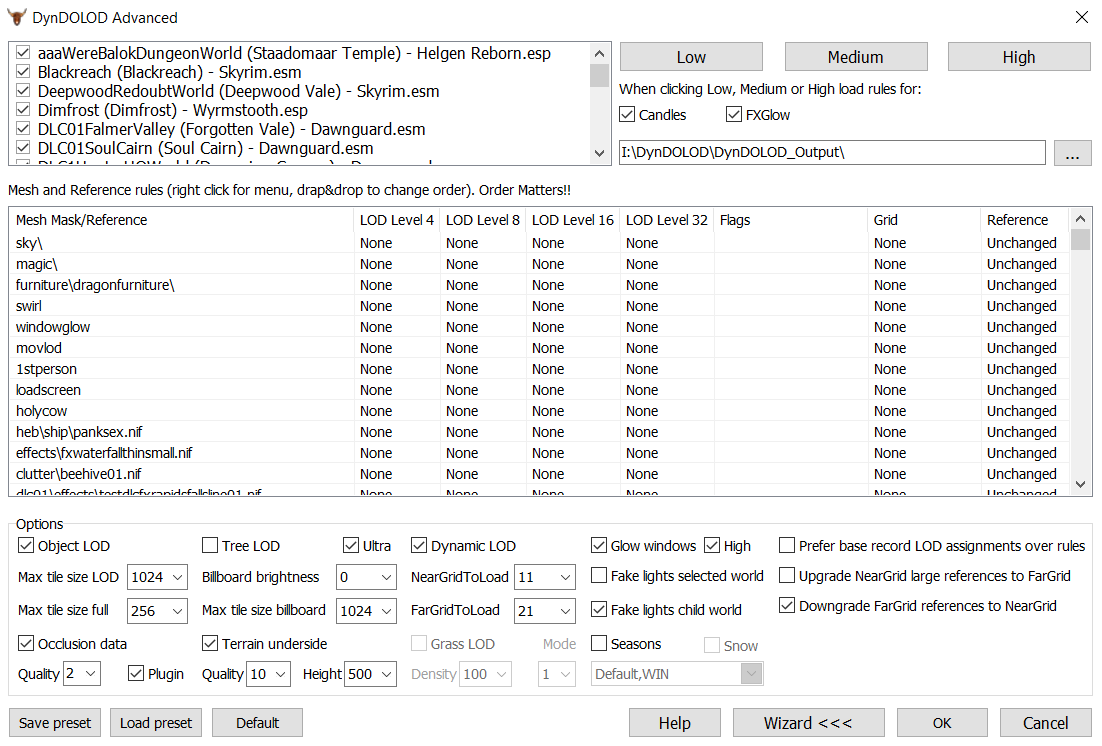 DynDOLOD Advanced
aaaWereBalokDungeonWorld (Staadomaar Temple) - Helgen Reborn.esp
Blackreach (Blackreach) - Skyrim.esm
DeepwoodRedoubtWorld (Deepwood Vale) - Skyrim.esm
Dimfrost (Dimfrost) - Wyrmstooth.esp
DLC01FalmerValley (Forgotten Vale) - Dawnguard.esm
DLC01SoulCairn (Soul Cairn) - Dawnguard.esm
Low Medium High
When clicking Low, Medium or High load rules for:
Candles FXGlow
I:\DynDOLOD\DynDOLOD_Output\ ...
Mesh and Reference rules (right click for menu, drap&drop to change order). Order Matters!!
Mesh Mask/Reference LOD Level 4 LOD Level 8 LOD Level 16 LOD Level 32 Flags Grid Reference
sky\ None None None None None Unchanged
magic\ None None None None None Unchanged
furniture\dragonfurniture\ None None None None None Unchanged
swirl None None None None None Unchanged
windowglow None None None None None Unchanged
movlod None None None None None Unchanged
1stperson None None None None None Unchanged
loadscreen None None None None None Unchanged
holycow None None None None None Unchanged
heb\ship\panksex.nif None None None None None Unchanged
effects\fxwaterfallthinsmall.nif None None None None None Unchanged
clutter\beehive01.nif None None None None None Unchanged
dlc01\effects\testdlcfxrapidsfallsline01.nif None None None None None Unchanged
Options
Object LOD Tree LOD Ultra Dynamic LOD Glow windows High Prefer base record LOD assignments over rules
Max tile size LOD 1024 Billboard brightness 0 NearGridToLoad 11 Fake lights selected world Upgrade NearGrid large references to FarGrid
Max tile size full 256 Max tile size billboard 1024 FarGridToLoad 21 Fake lights child world Downgrade FarGrid references to NearGrid
Occlusion data Terrain underside Grass LOD Mode Seasons Snow
Quality 2 Plugin Quality 10 Height 500 Density 100 1 Default,WIN
Save preset Load preset Default Help Wizard <<< OK Cancel